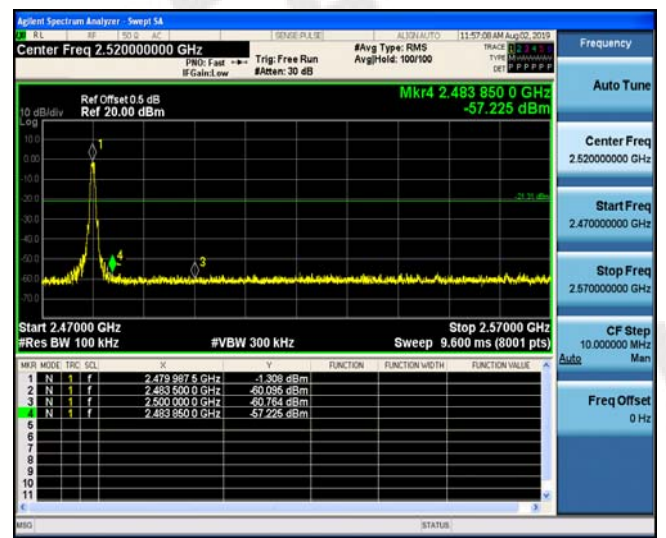 Agilent Spectrum Analyzer - Swept SA
RL RF 50 Ω AC SENSE:PULSE ALIGN AUTO 11:57:08 AM Aug 02, 2019
Center Freq 2.520000000 GHz #Avg Type: RMS TRACE 1 2 3 4 5 6
PNO: Fast Trig: Free Run Avg|Hold: 100/100 TYPE
IFGain:Low #Atten: 30 dB DET P P P P P P
Mkr4 2.483 850 0 GHz
-57.225 dBm
Ref Offset 0.5 dB
10 dB/div Ref 20.00 dBm
Log
10.0
0.00
-10.0
-20.0
-30.0
-40.0
-50.0
-60.0
-70.0
1
4
3
-21.31 dBm
Start 2.47000 GHz Stop 2.57000 GHz
#Res BW 100 kHz #VBW 300 kHz Sweep 9.600 ms (8001 pts)
MKR MODE TRC SCL X Y FUNCTION FUNCTION WIDTH FUNCTION VALUE
1 N 1 f 2.479 987 5 GHz -1.308 dBm
2 N 1 f 2.483 500 0 GHz -60.095 dBm
3 N 1 f 2.500 000 0 GHz -60.764 dBm
4 N 1 f 2.483 850 0 GHz -57.225 dBm
5
6
7
8
9
10
11
MSG STATUS
Frequency
Auto Tune
Center Freq
2.520000000 GHz
Start Freq
2.470000000 GHz
Stop Freq
2.570000000 GHz
CF Step
10.000000 MHz
Auto Man
Freq Offset
0 Hz